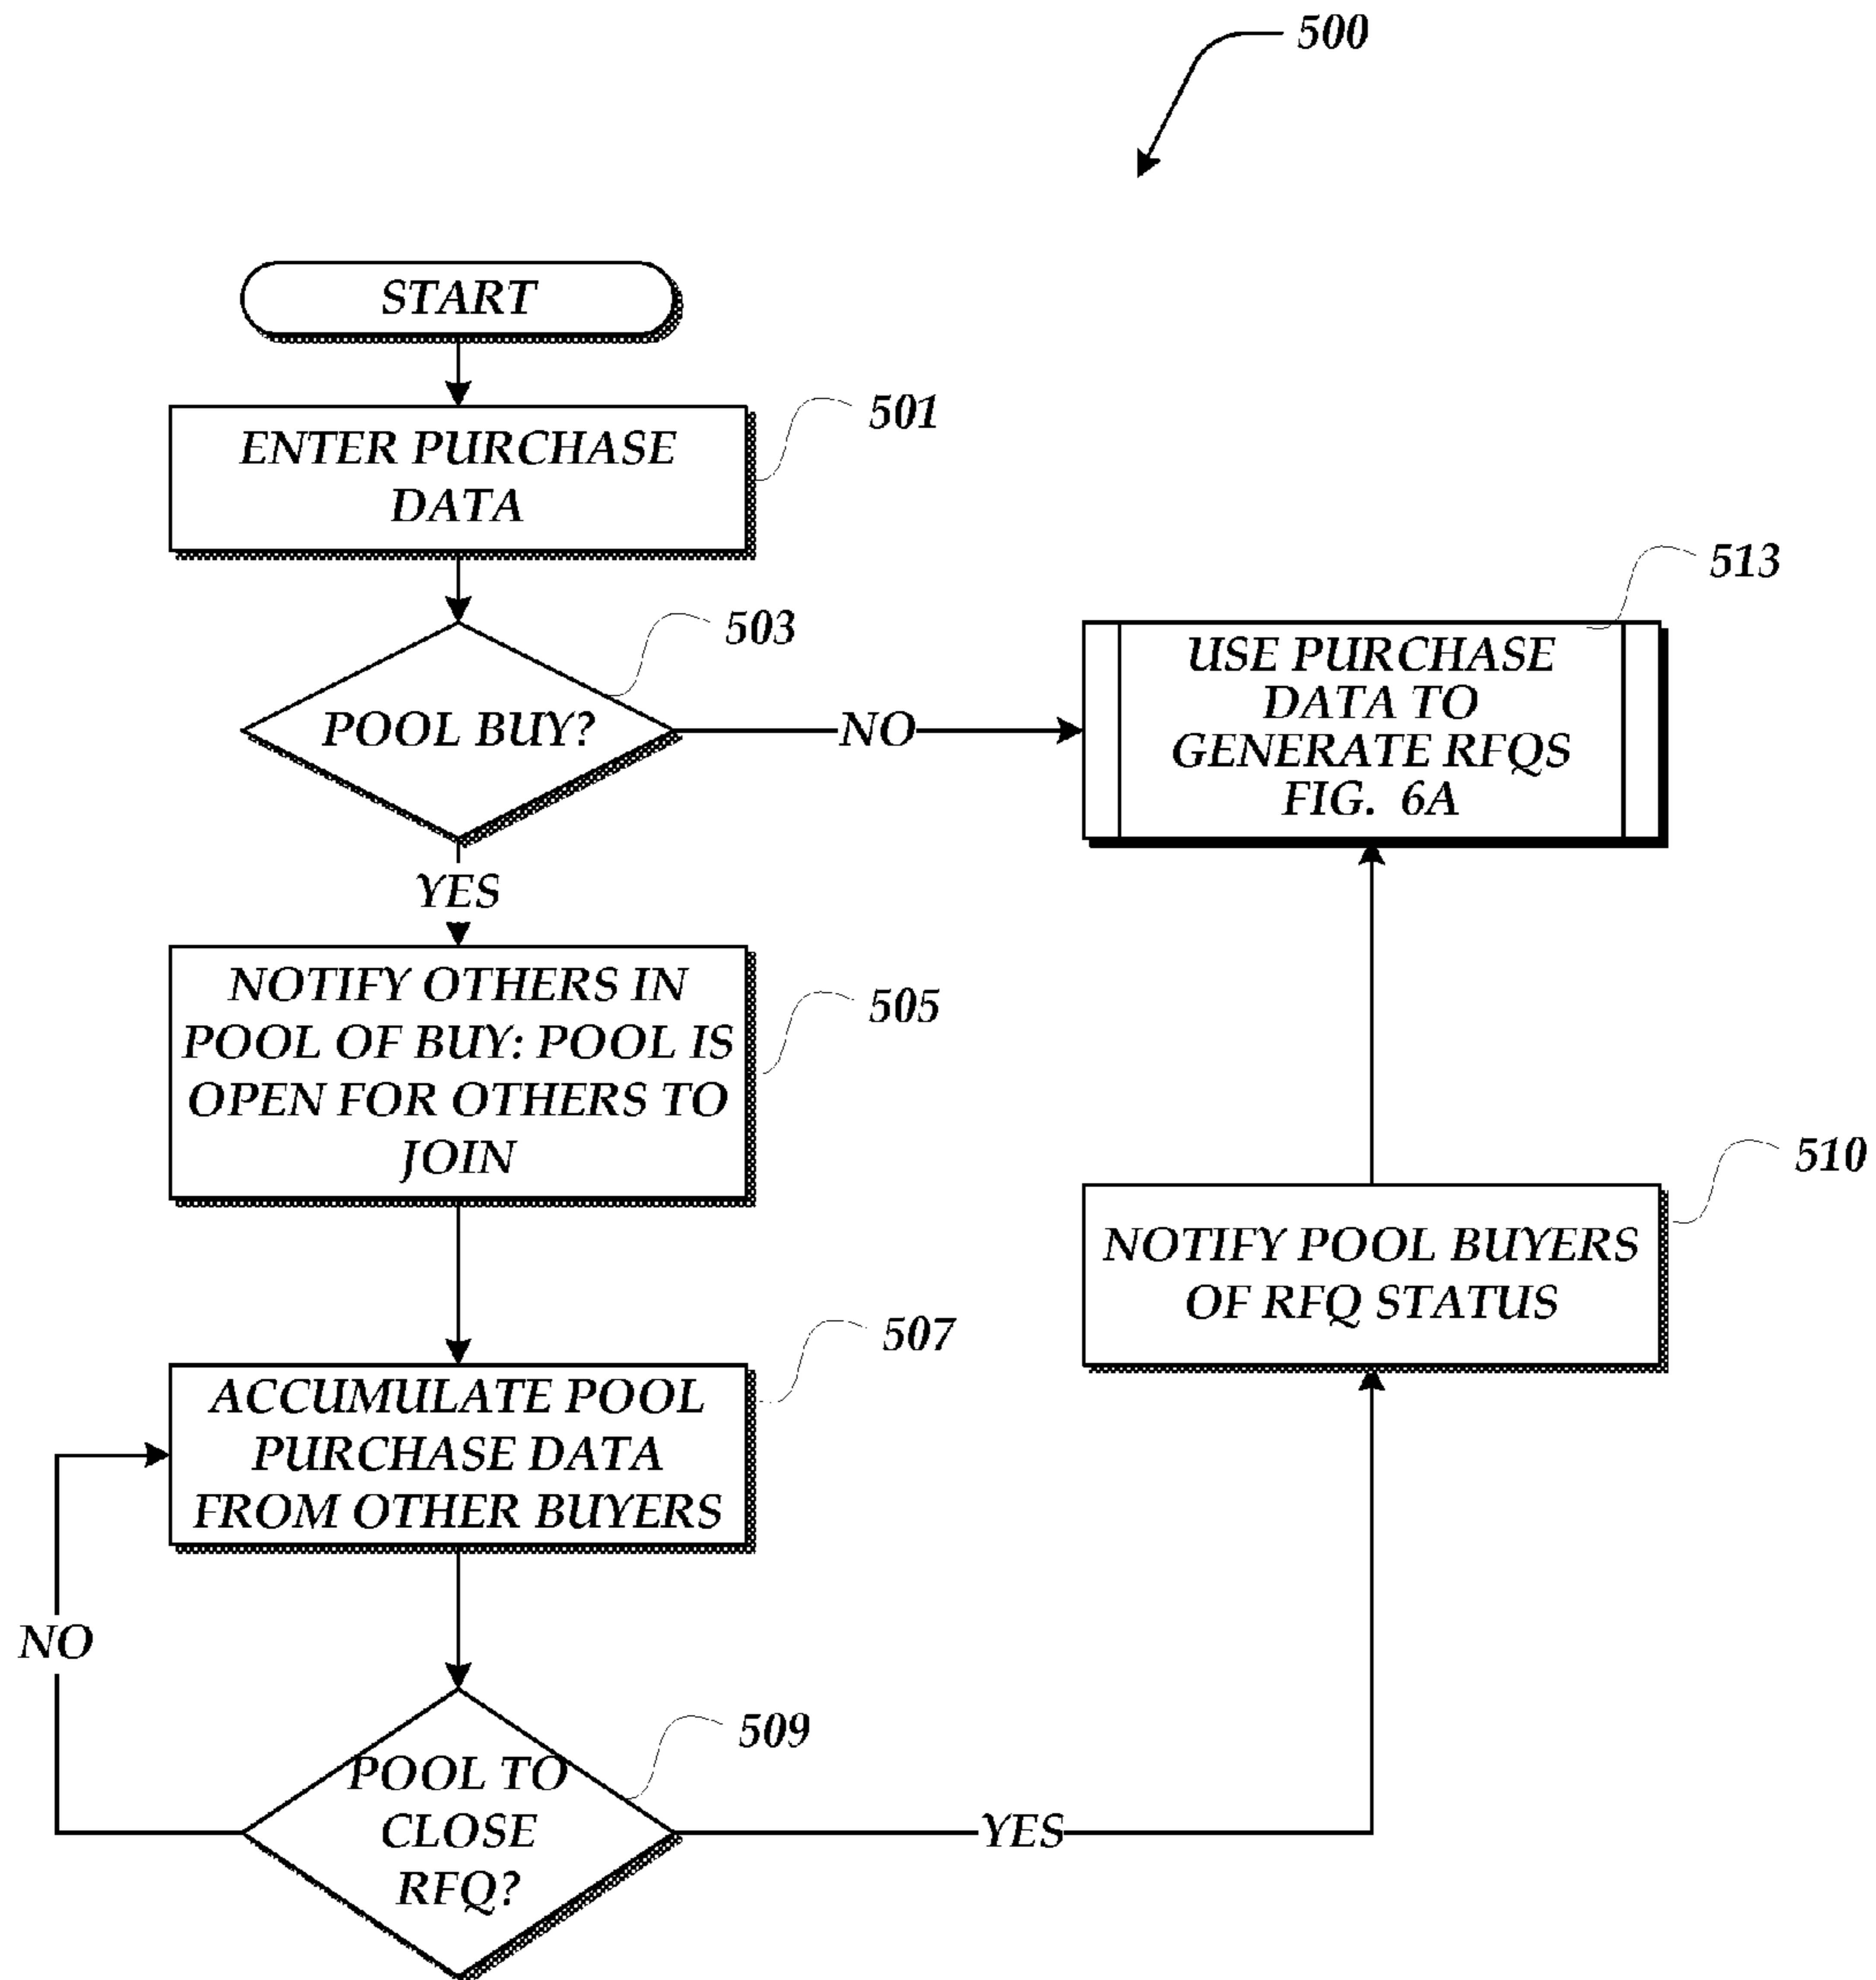 500
START
501
ENTER PURCHASE
DATA
503
POOL BUY?
NO
513
USE PURCHASE
DATA TO
GENERATE RFQS
FIG. 6A
YES
NOTIFY OTHERS IN
POOL OF BUY: POOL IS
OPEN FOR OTHERS TO
JOIN
505
510
NOTIFY POOL BUYERS
OF RFQ STATUS
507
ACCUMULATE POOL
PURCHASE DATA
FROM OTHER BUYERS
NO
509
POOL TO
CLOSE
RFQ?
YES